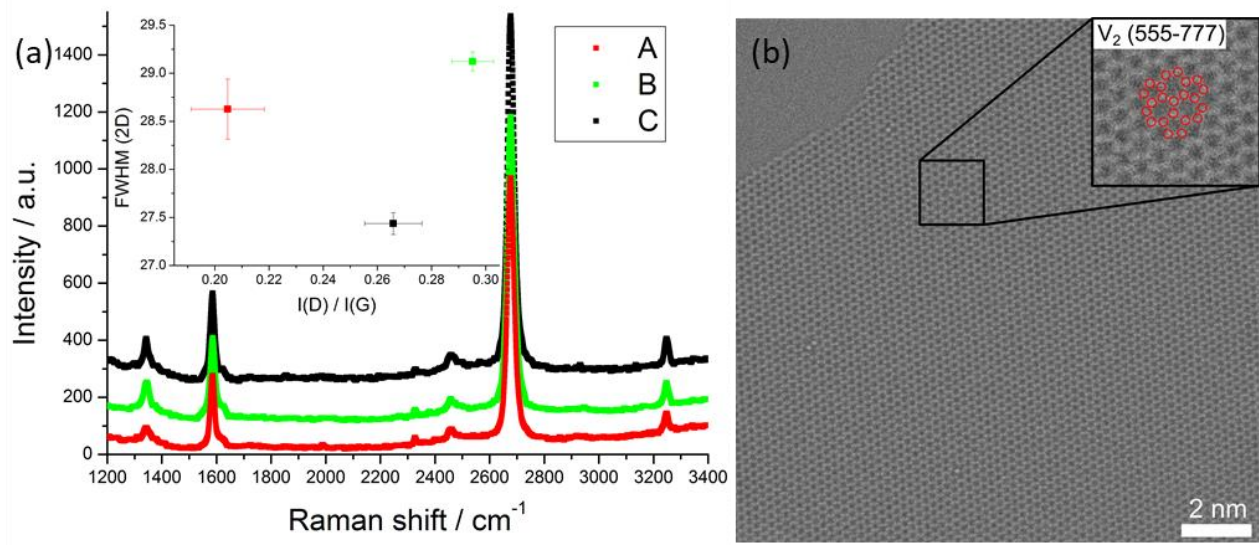 (a)
Intensity / a.u.
1400
1200
1000
800
600
400
200
0
1200 1400 1600 1800 2000 2200 2400 2600 2800 3000 3200 3400
Raman shift / cm⁻¹
FWHM (2D)
29.5
29.0
28.5
28.0
27.5
27.0
0.20 0.22 0.24 0.26 0.28 0.30
I(D) / I(G)
A
B
C
(b)
V₂ (555-777)
2 nm